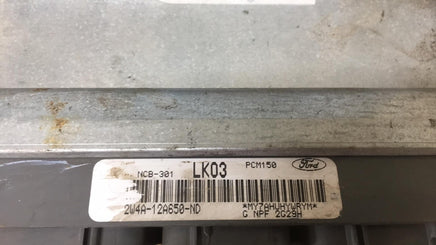 NCB-301 LK03 PCM150 Ford
2W4A-12A650-ND *MY7AHUHYWRYM*
G NPF 2G29H